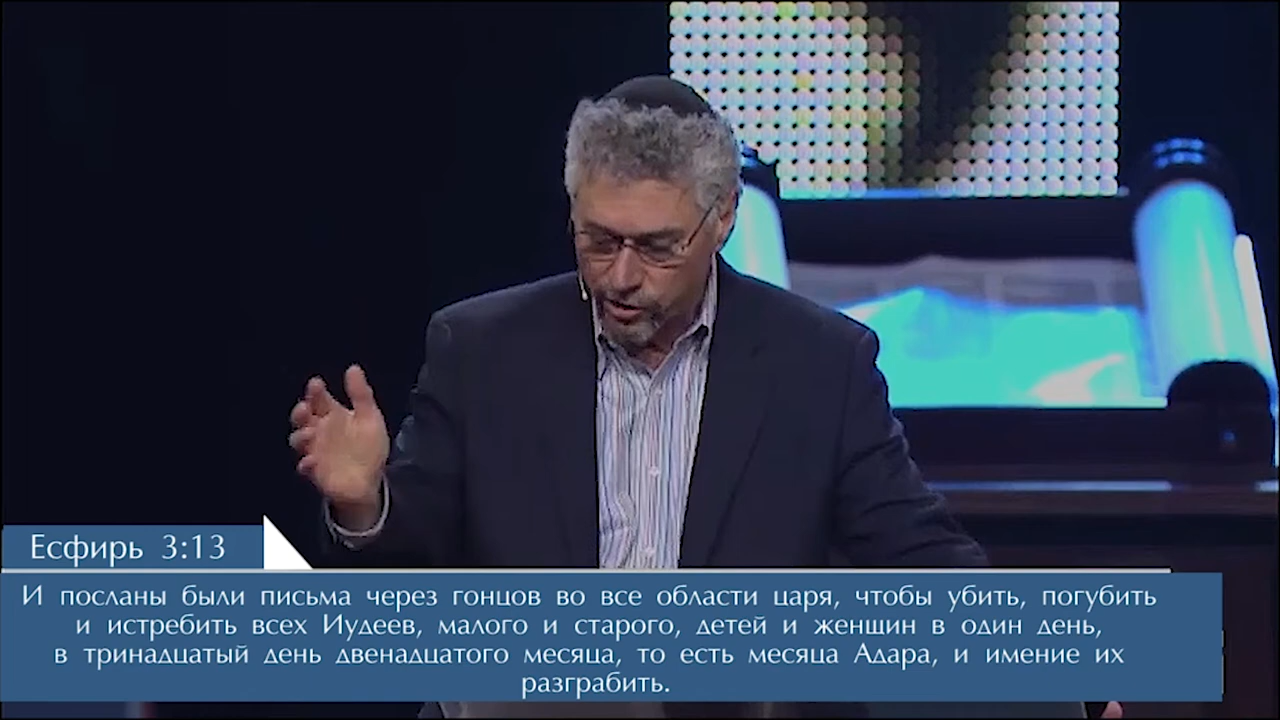 Есфирь 3:13
И посланы были письма через гонцов во все области царя, чтобы убить, погубить
и истребить всех Иудеев, малого и старого, детей и женщин в один день,
в тринадцатый день двенадцатого месяца, то есть месяца Адара, и имение их
разграбить.